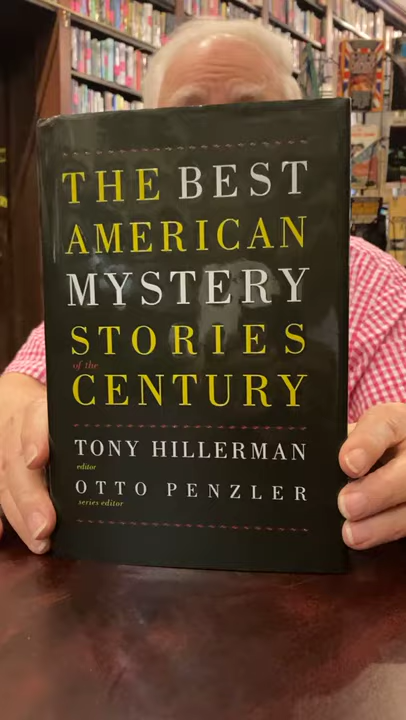 THE BEST
AMERICAN
MYSTERY
STORIES
of the
CENTURY
TONY HILLERMAN
editor
OTTO PENZLER
series editor